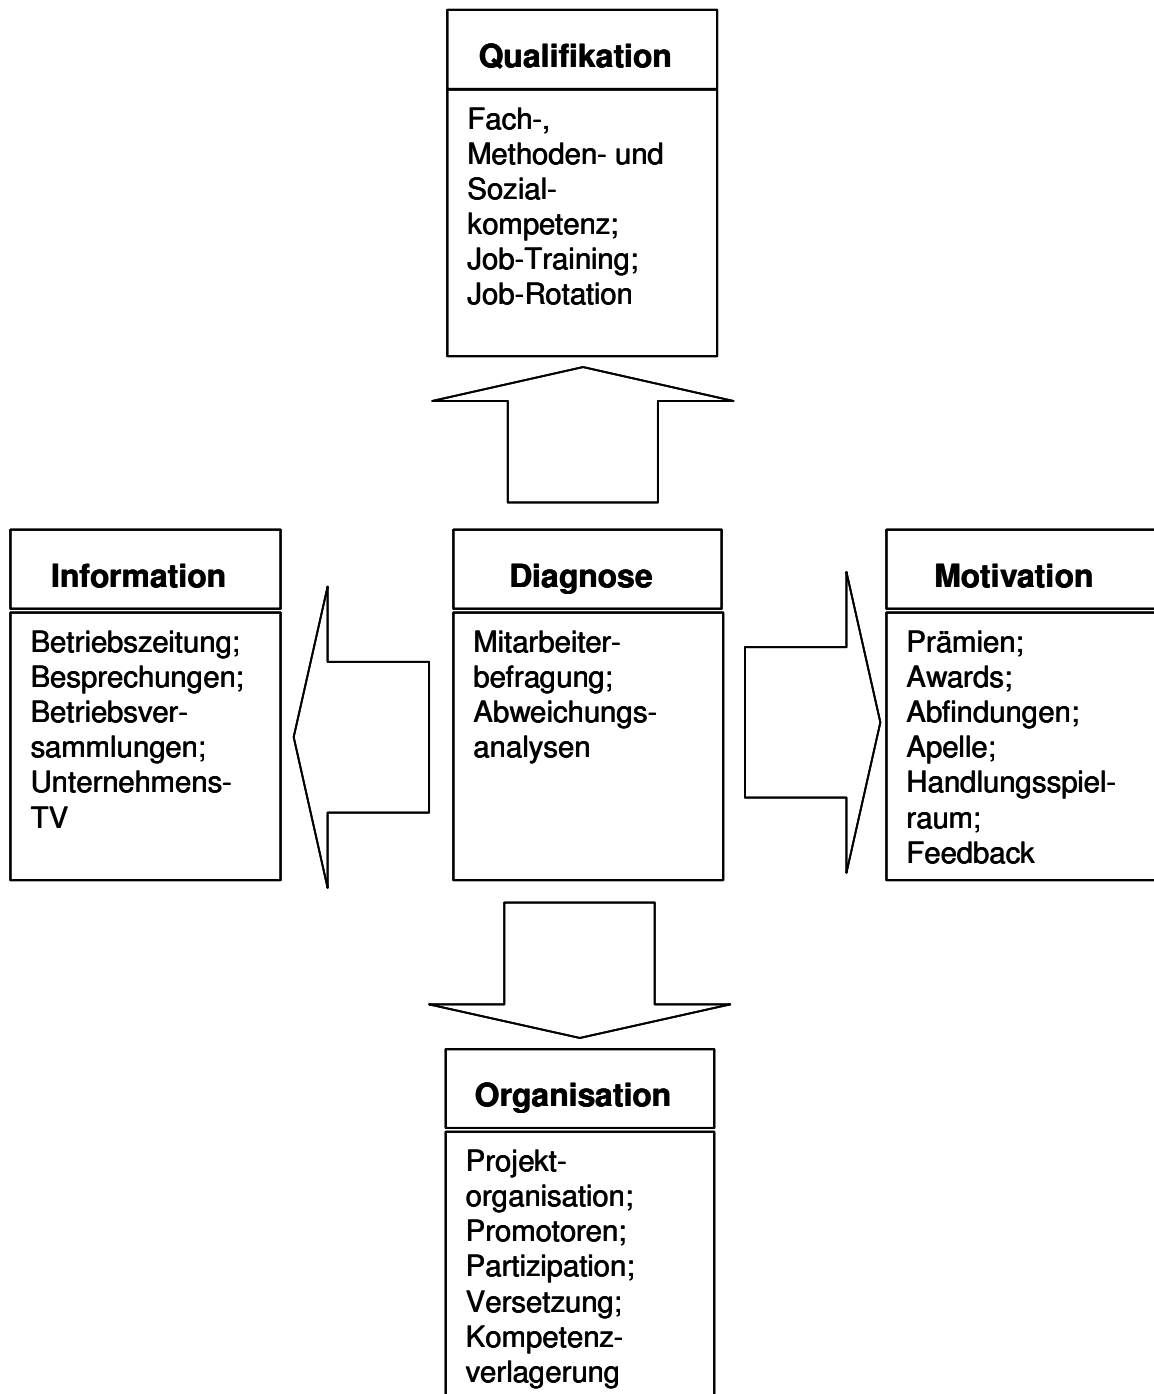 Qualifikation
Fach-,
Methoden- und
Sozial-
kompetenz;
Job-Training;
Job-Rotation
Information
Betriebszeitung;
Besprechungen;
Betriebsver-
sammlungen;
Unternehmens-
TV
Diagnose
Mitarbeiter-
befragung;
Abweichungs-
analysen
Motivation
Prämien;
Awards;
Abfindungen;
Apelle;
Handlungsspiel-
raum;
Feedback
Organisation
Projekt-
organisation;
Promotoren;
Partizipation;
Versetzung;
Kompetenz-
verlagerung